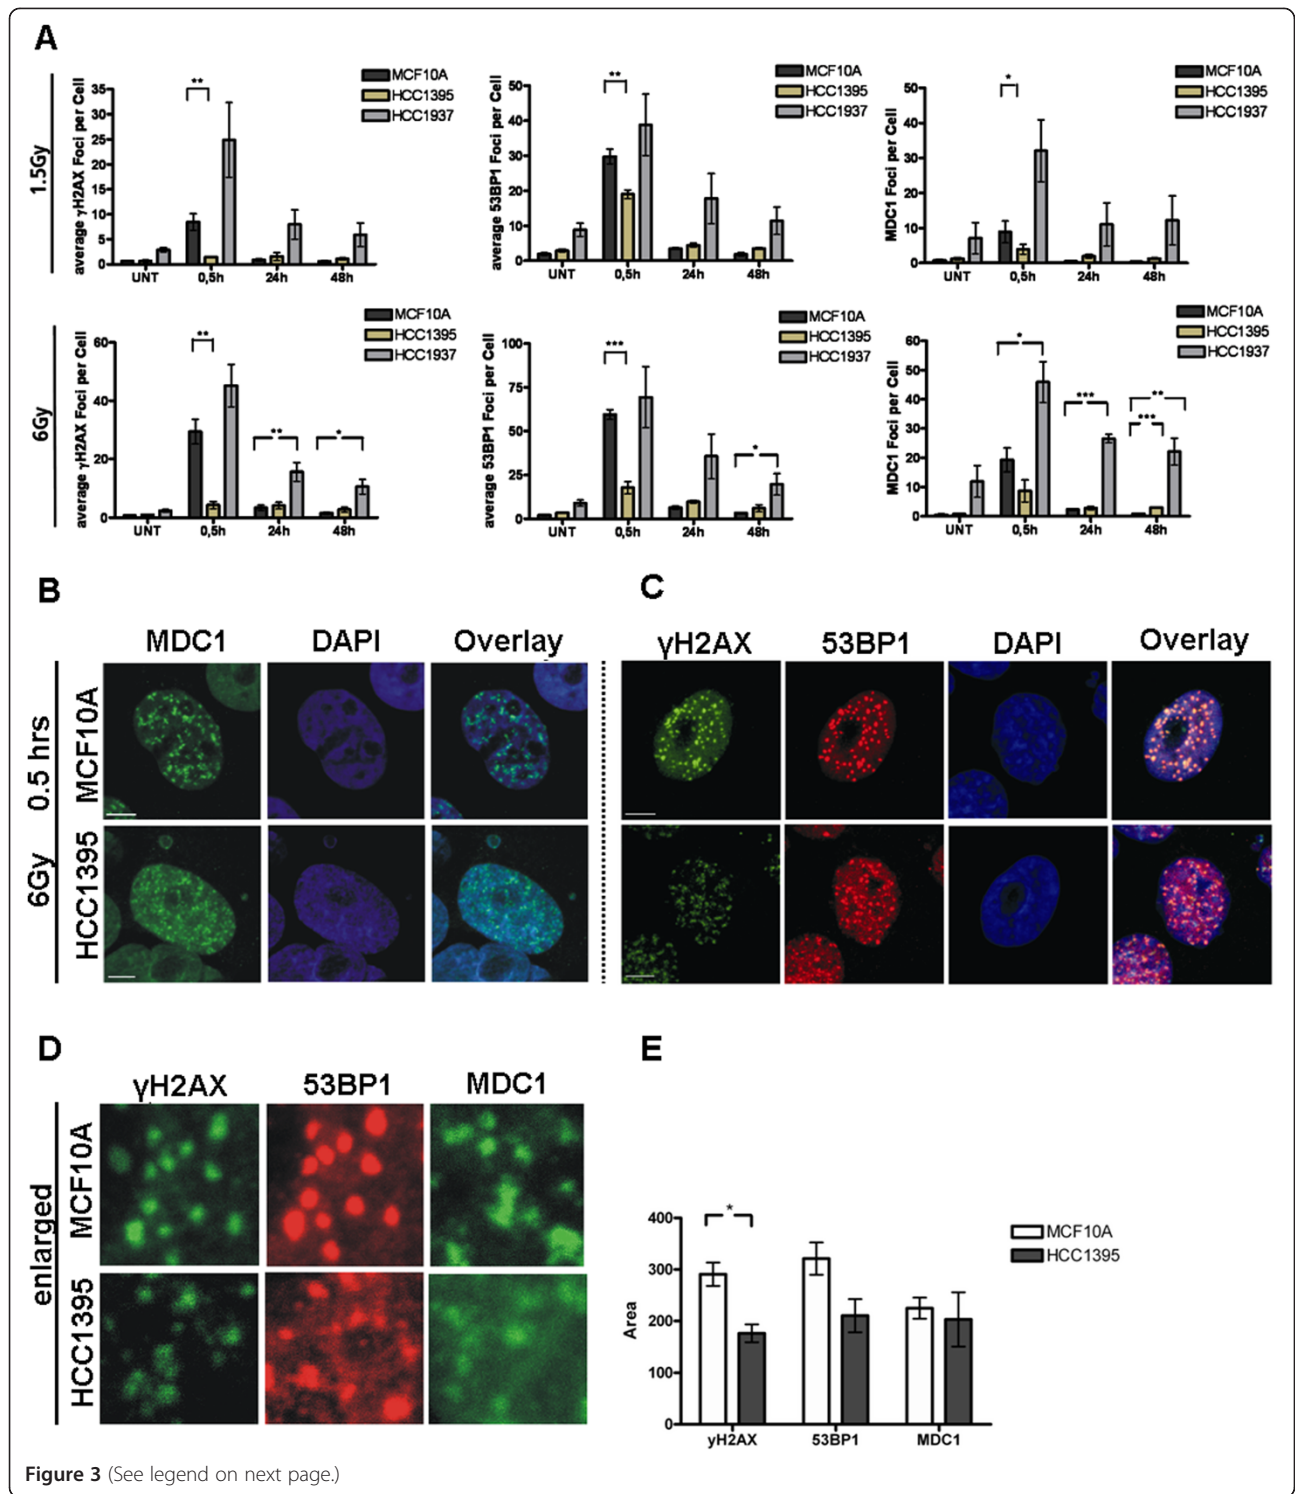 A
1.5Gy
average γH2AX Foci per Cell
35
30
25
20
15
10
5
0
UNT 0,5h 24h 48h
**
MCF10A
HCC1395
HCC1937
average 53BP1 Foci per Cell
50
40
30
20
10
0
UNT 0,5h 24h 48h
**
MCF10A
HCC1395
HCC1937
MDC1 Foci per Cell
50
40
30
20
10
0
UNT 0,5h 24h 48h
*
MCF10A
HCC1395
HCC1937
6Gy
average γH2AX Foci per Cell
60
40
20
0
UNT 0,5h 24h 48h
** ** *
MCF10A
HCC1395
HCC1937
average 53BP1 Foci per Cell
100
75
50
25
0
UNT 0,5h 24h 48h
*** *
MCF10A
HCC1395
HCC1937
MDC1 Foci per Cell
60
50
40
30
20
10
0
UNT 0,5h 24h 48h
* *** ** ***
MCF10A
HCC1395
HCC1937
B
MDC1 DAPI Overlay
6Gy 0.5 hrs
MCF10A
HCC1395
C
γH2AX 53BP1 DAPI Overlay
D
γH2AX 53BP1 MDC1
enlarged
MCF10A
HCC1395
E
Area
400
300
200
100
0
γH2AX 53BP1 MDC1
*
MCF10A
HCC1395
Figure 3 (See legend on next page.)